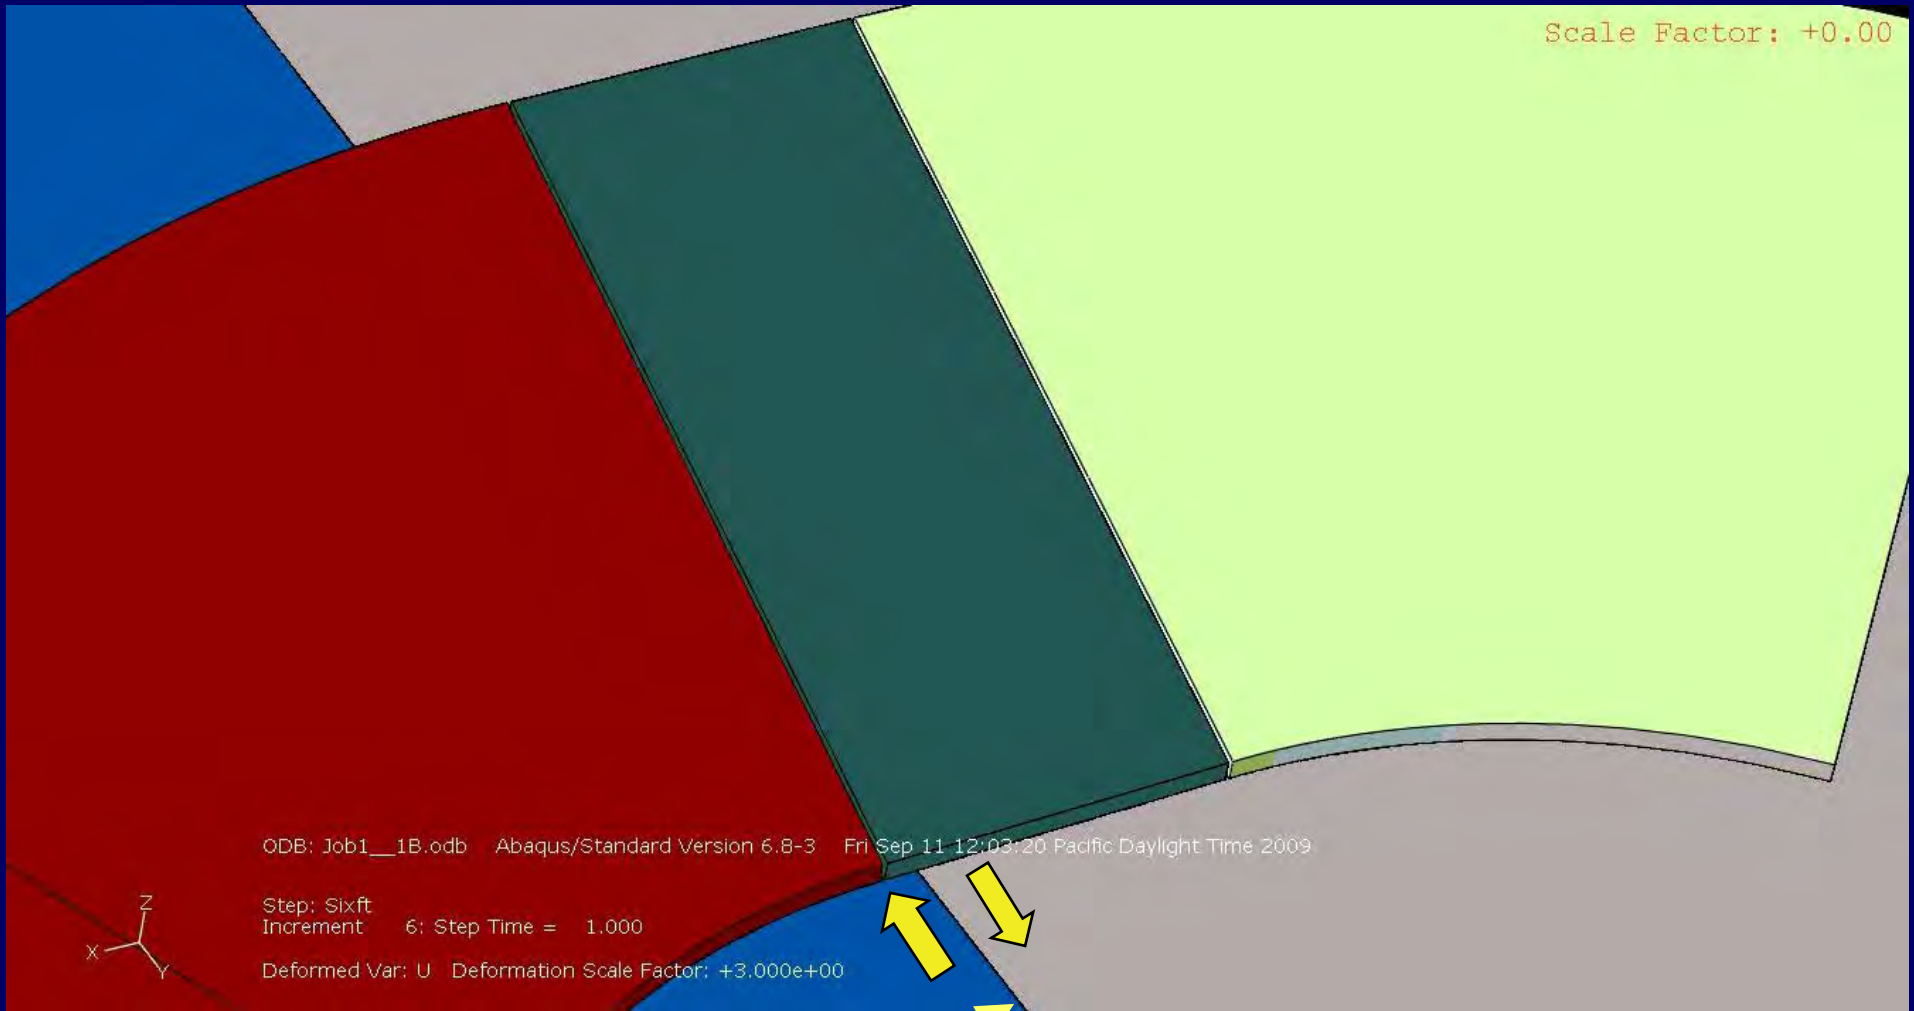 Scale Factor: +0.00
ODB: Job1__1B.odb Abaqus/Standard Version 6.8-3 Fri Sep 11 12:03:20 Pacific Daylight Time 2009
Z
X
Y
Step: Sixft
Increment 6: Step Time = 1.000
Deformed Var: U Deformation Scale Factor: +3.000e+00